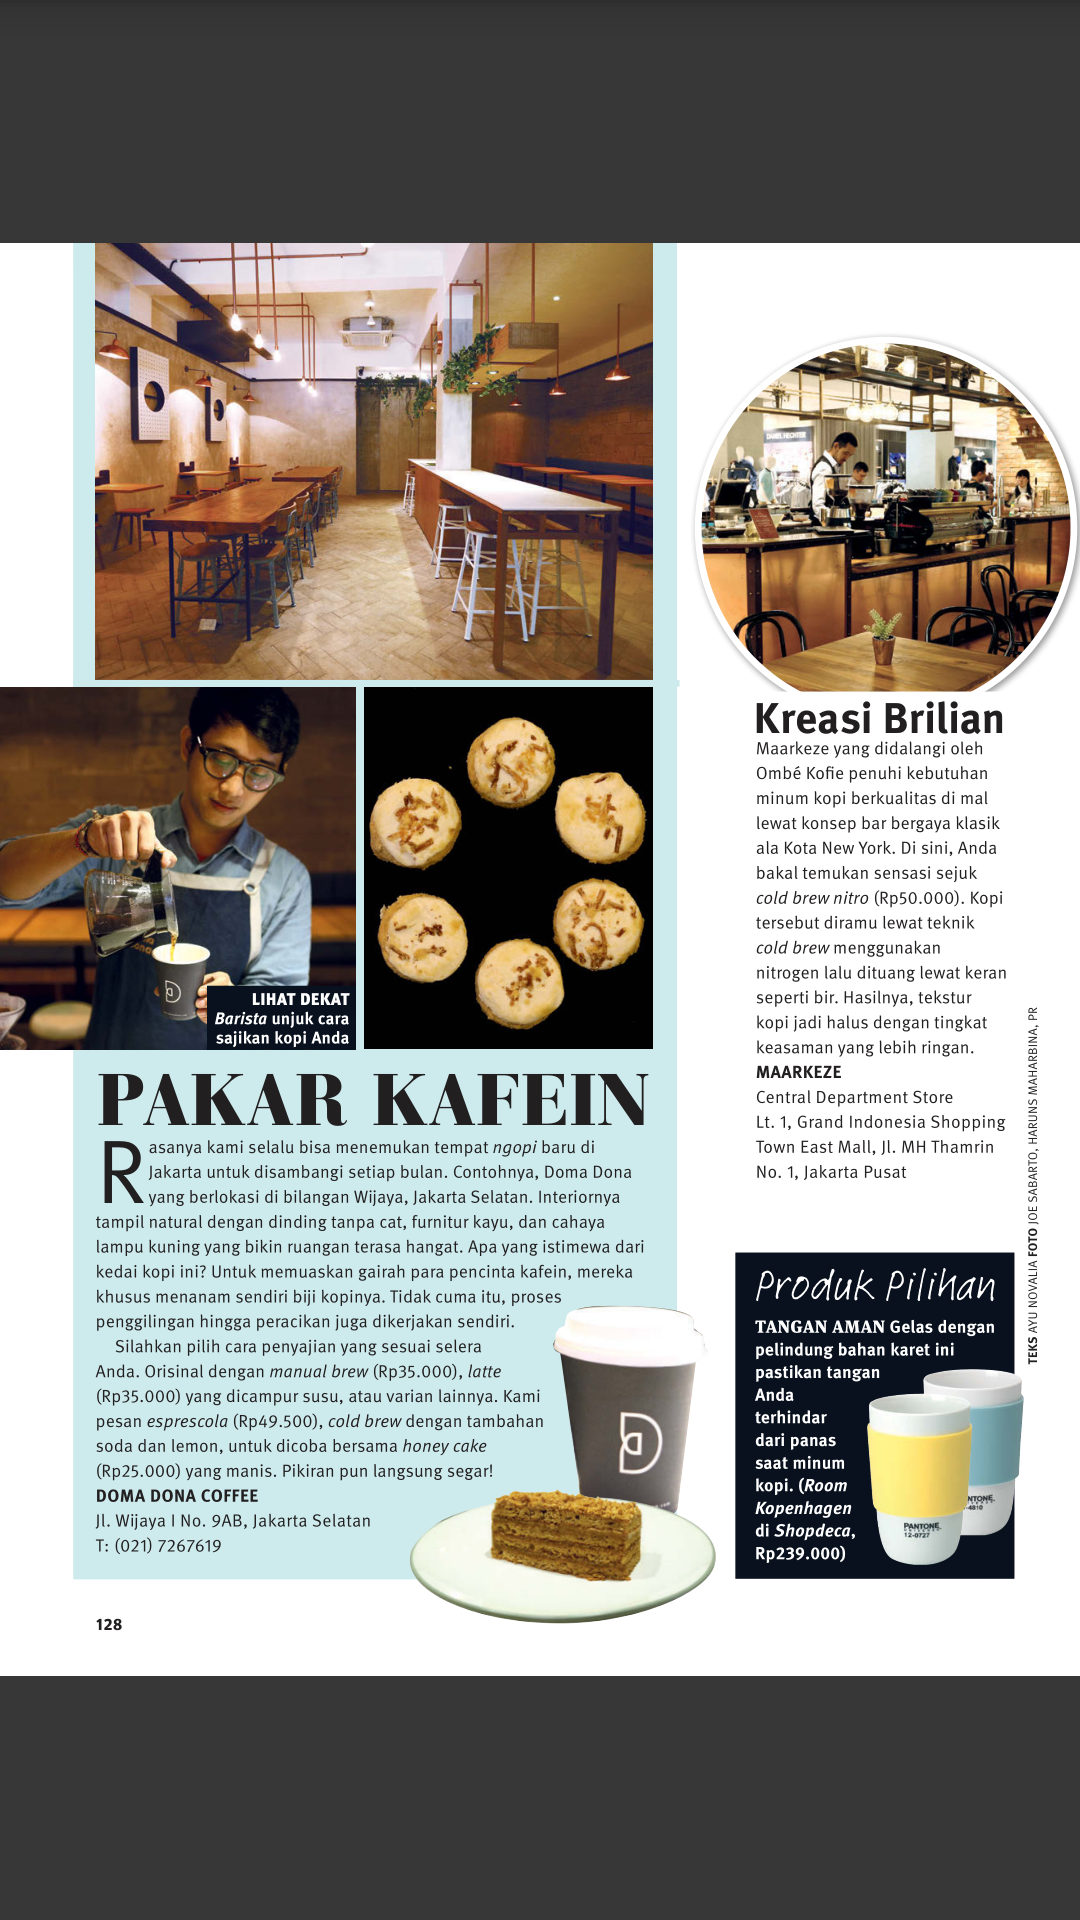 DANIEL HECHTER
LIHAT DEKAT
Barista unjuk cara
sajikan kopi Anda
PAKAR KAFEIN
Rasanya kami selalu bisa menemukan tempat ngopi baru di
Jakarta untuk disambangi setiap bulan. Contohnya, Doma Dona
yang berlokasi di bilangan Wijaya, Jakarta Selatan. Interiornya
tampil natural dengan dinding tanpa cat, furnitur kayu, dan cahaya
lampu kuning yang bikin ruangan terasa hangat. Apa yang istimewa dari
kedai kopi ini? Untuk memuaskan gairah para pencinta kafein, mereka
khusus menanam sendiri biji kopinya. Tidak cuma itu, proses
penggilingan hingga peracikan juga dikerjakan sendiri.
Silahkan pilih cara penyajian yang sesuai selera
Anda. Orisinal dengan manual brew (Rp35.000), latte
(Rp35.000) yang dicampur susu, atau varian lainnya. Kami
pesan esprescola (Rp49.500), cold brew dengan tambahan
soda dan lemon, untuk dicoba bersama honey cake
(Rp25.000) yang manis. Pikiran pun langsung segar!
DOMA DONA COFFEE
Jl. Wijaya I No. 9AB, Jakarta Selatan
T: (021) 7267619
128
Kreasi Brilian
Maarkeze yang didalangi oleh
Ombé Kofie penuhi kebutuhan
minum kopi berkualitas di mal
lewat konsep bar bergaya klasik
ala Kota New York. Di sini, Anda
bakal temukan sensasi sejuk
cold brew nitro (Rp50.000). Kopi
tersebut diramu lewat teknik
cold brew menggunakan
nitrogen lalu dituang lewat keran
seperti bir. Hasilnya, tekstur
kopi jadi halus dengan tingkat
keasaman yang lebih ringan.
MAARKEZE
Central Department Store
Lt. 1, Grand Indonesia Shopping
Town East Mall, Jl. MH Thamrin
No. 1, Jakarta Pusat
Produk Pilihan
TANGAN AMAN Gelas dengan
pelindung bahan karet ini
pastikan tangan
Anda
terhindar
dari panas
saat minum
kopi. (Room
Kopenhagen
di Shopdeca,
Rp239.000)
PANTONE
12-0727
NTONE
-4810
TEKS AYU NOVALIA FOTO JOE SABARTO, HARUNS MAHARBINA, PR